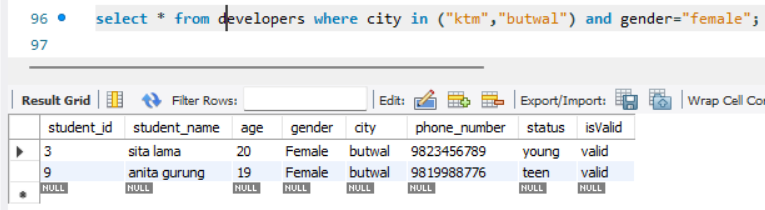 96 select * from developers where city in ("ktm","butwal") and gender="female";
97
Result Grid Filter Rows: Edit: Export/Import: Wrap Cell Co
student_id student_name age gender city phone_number status isValid
3 sita lama 20 Female butwal 9823456789 young valid
9 anita gurung 19 Female butwal 9819988776 teen valid
NULL NULL NULL NULL NULL NULL NULL NULL